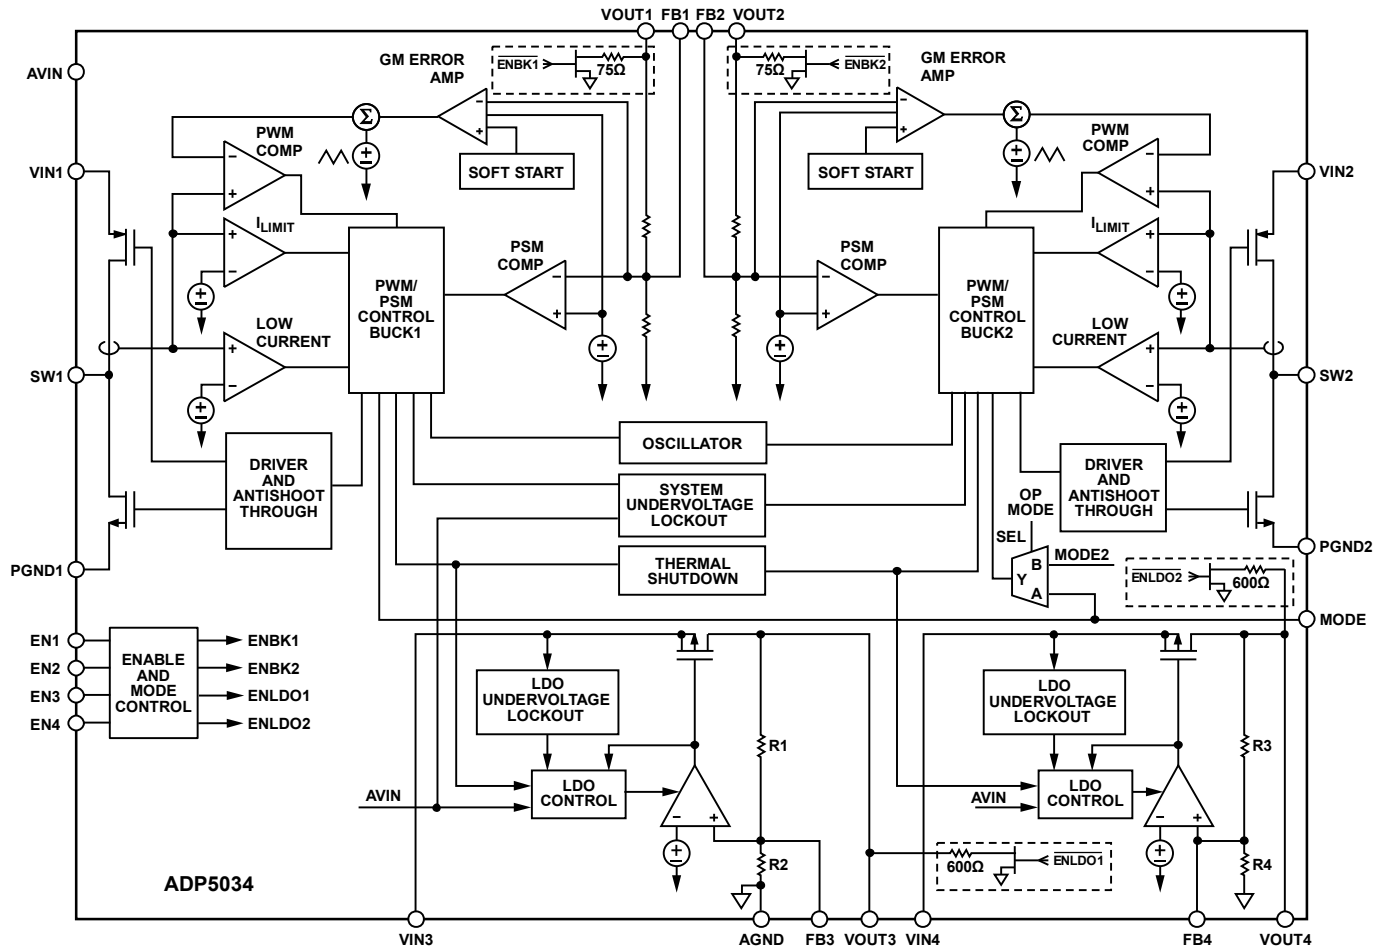 VOUT1 FB1 FB2 VOUT2
AVIN
GM ERROR
AMP
ENBK1
75Ω
75Ω
ENBK2
GM ERROR
AMP
Σ
Σ
PWM
COMP
PWM
COMP
SOFT START
SOFT START
VIN1
VIN2
ILIMIT
ILIMIT
PSM
COMP
PSM
COMP
PWM/
PSM
CONTROL
BUCK1
PWM/
PSM
CONTROL
BUCK2
LOW
CURRENT
LOW
CURRENT
SW1
SW2
OSCILLATOR
DRIVER
AND
ANTISHOOT
THROUGH
SYSTEM
UNDERVOLTAGE
LOCKOUT
DRIVER
AND
ANTISHOOT
THROUGH
OP
MODE
SEL
THERMAL
SHUTDOWN
B
Y
A
MODE2
ENLDO2
600Ω
PGND1
PGND2
MODE
EN1
EN2
EN3
EN4
ENABLE
AND
MODE
CONTROL
ENBK1
ENBK2
ENLDO1
ENLDO2
LDO
UNDERVOLTAGE
LOCKOUT
LDO
UNDERVOLTAGE
LOCKOUT
R1
R3
AVIN
LDO
CONTROL
AVIN
LDO
CONTROL
R2
600Ω
ENLDO1
R4
ADP5034
VIN3
AGND
FB3
VOUT3
VIN4
FB4
VOUT4